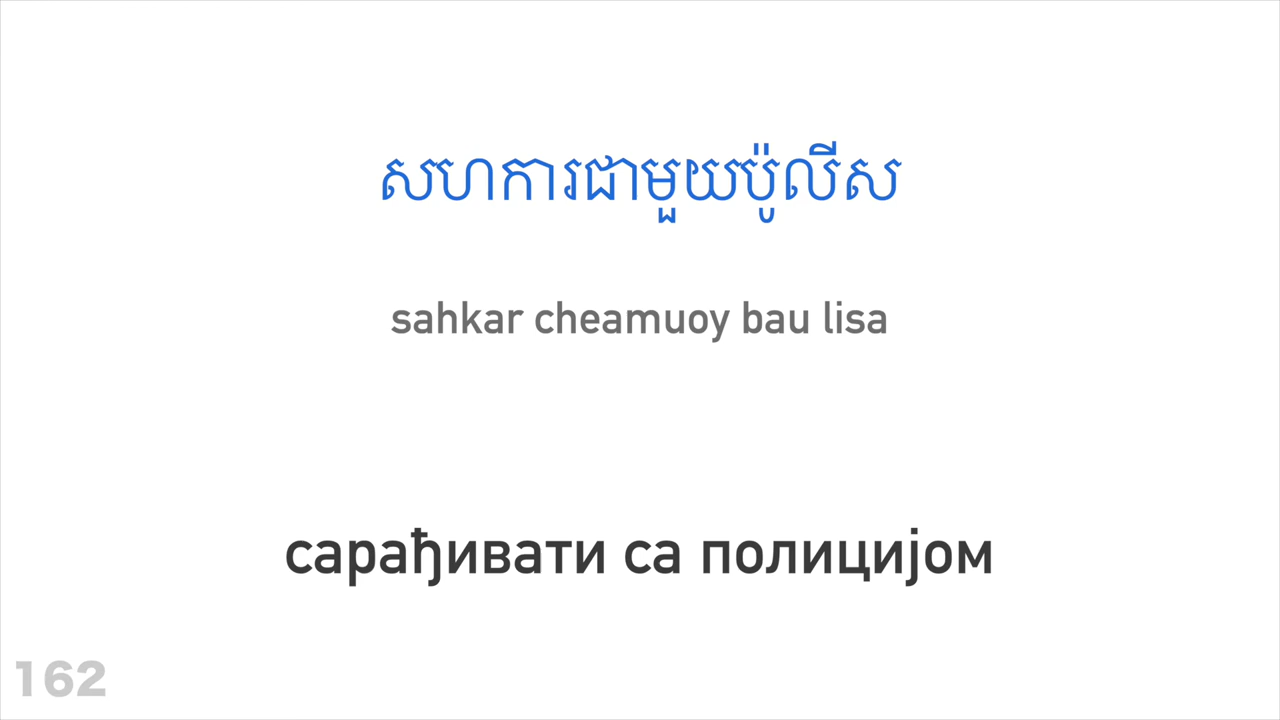 សហការជាមួយប៉ូលីស
sahkar cheamuoy bau lisa
сарађивати са полицијом
162